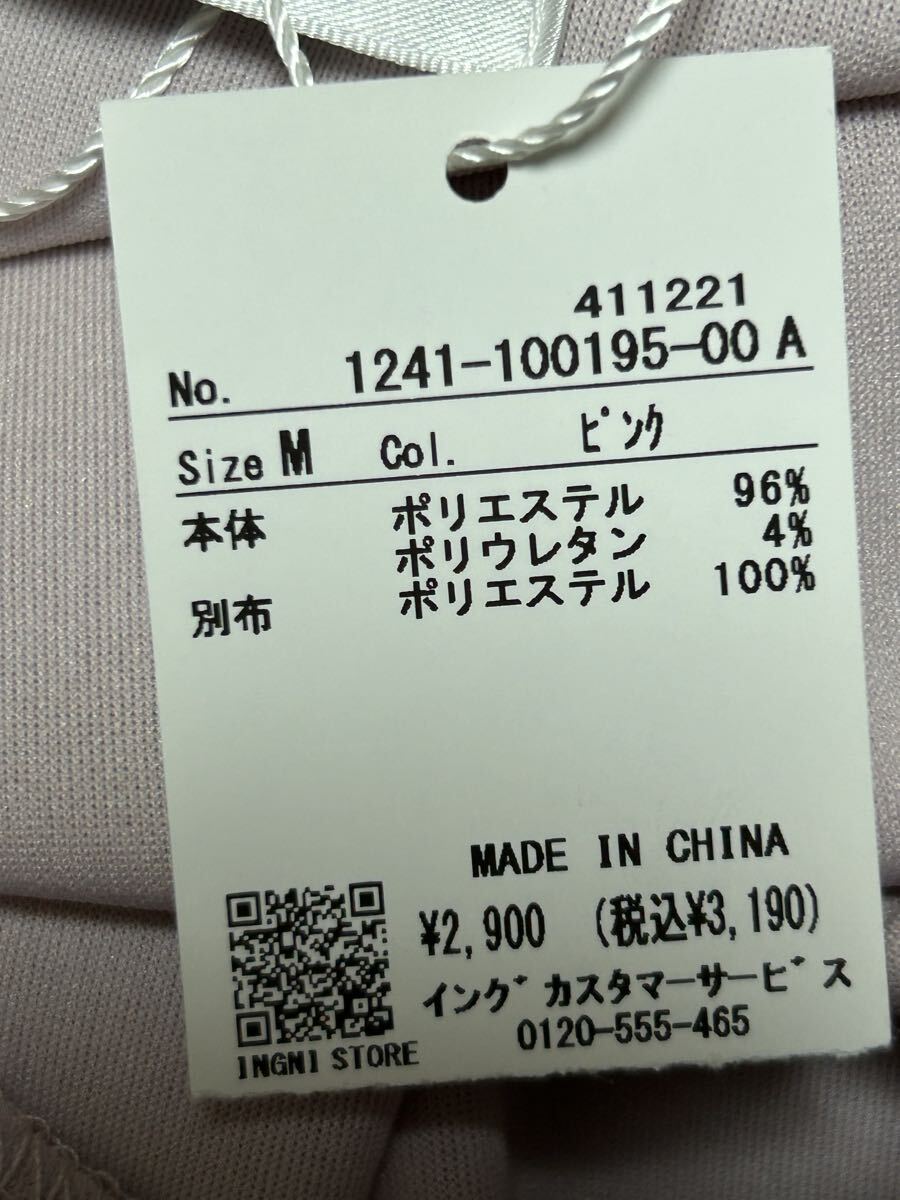 411221
No. 1241-100195-00 A
Size M Col. ピンク
本体 ポリエステル 96%
ポリウレタン 4%
別布 ポリエステル 100%
MADE IN CHINA
¥2,900 (税込¥3,190)
イング カスタマーサービス
0120-555-465
INGNI STORE